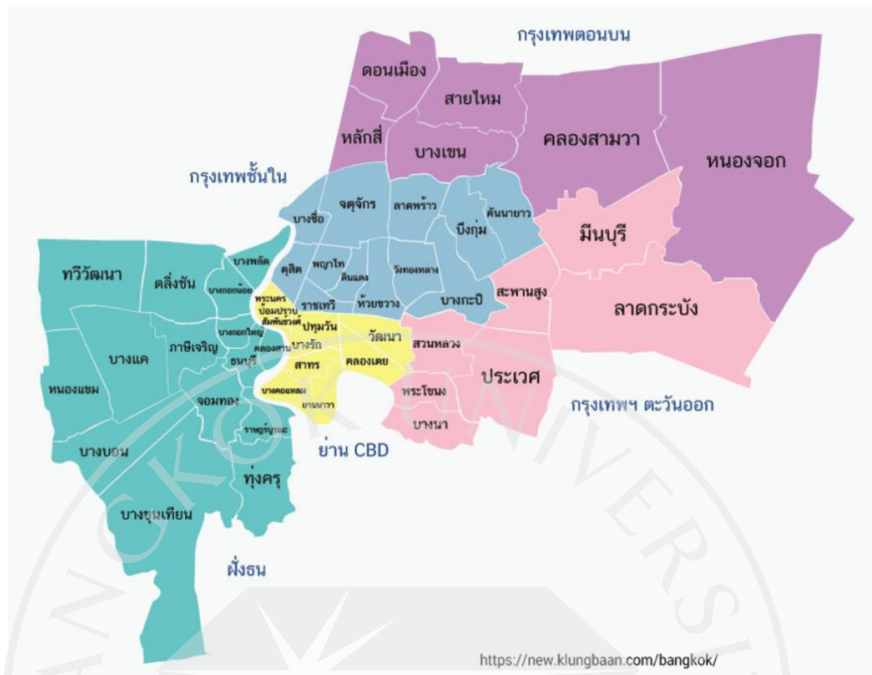 กรุงเทพตอนบน
ดอนเมือง
สายไหม
หลักสี่
บางเขน
คลองสามวา
หนองจอก
กรุงเทพชั้นใน
จตุจักร
ลาดพร้าว
บางซื่อ
บึงกุ่ม
คันนายาว
มีนบุรี
ดุสิต
พญาไท
ดินแดง
วังทองหลาง
บางกะปิ
สะพานสูง
ลาดกระบัง
ราชเทวี
ห้วยขวาง
ทวีวัฒนา
ตลิ่งชัน
บางพลัด
บางกอกน้อย
พระนคร
ป้อมปราบ
สัมพันธ์วงศ์
ปทุมวัน
วัฒนา
บางกอกใหญ่
คลองสาน
บางรัก
สวนหลวง
บางแค
ภาษีเจริญ
ธนบุรี
สาทร
คลองเตย
ประเวศ
หนองแขม
จอมทอง
บางคอแหลม
ยานนาวา
พระโขนง
กรุงเทพฯ ตะวันออก
บางนา
ราษฎร์บูรณะ
บางบอน
ย่าน CBD
ทุ่งครุ
บางขุนเทียน
ฝั่งธน
https://new.klungbaan.com/bangkok/